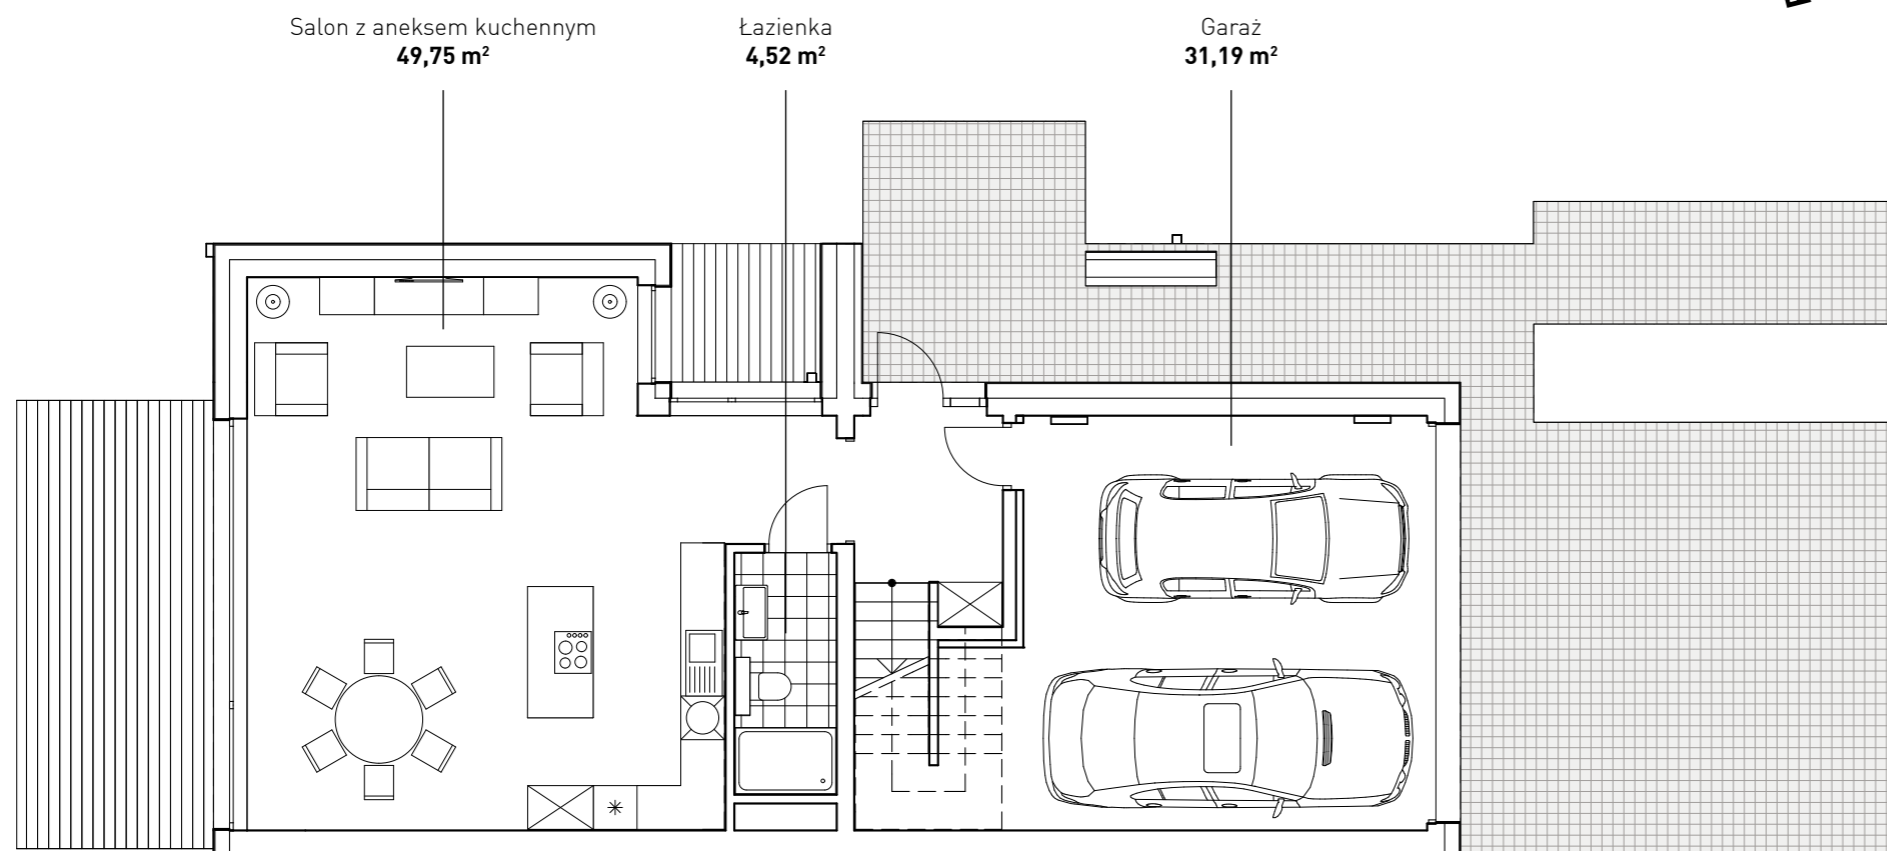 Salon z aneksem kuchennym
49,75 m²
Łazienka
4,52 m²
Garaż
31,19 m²